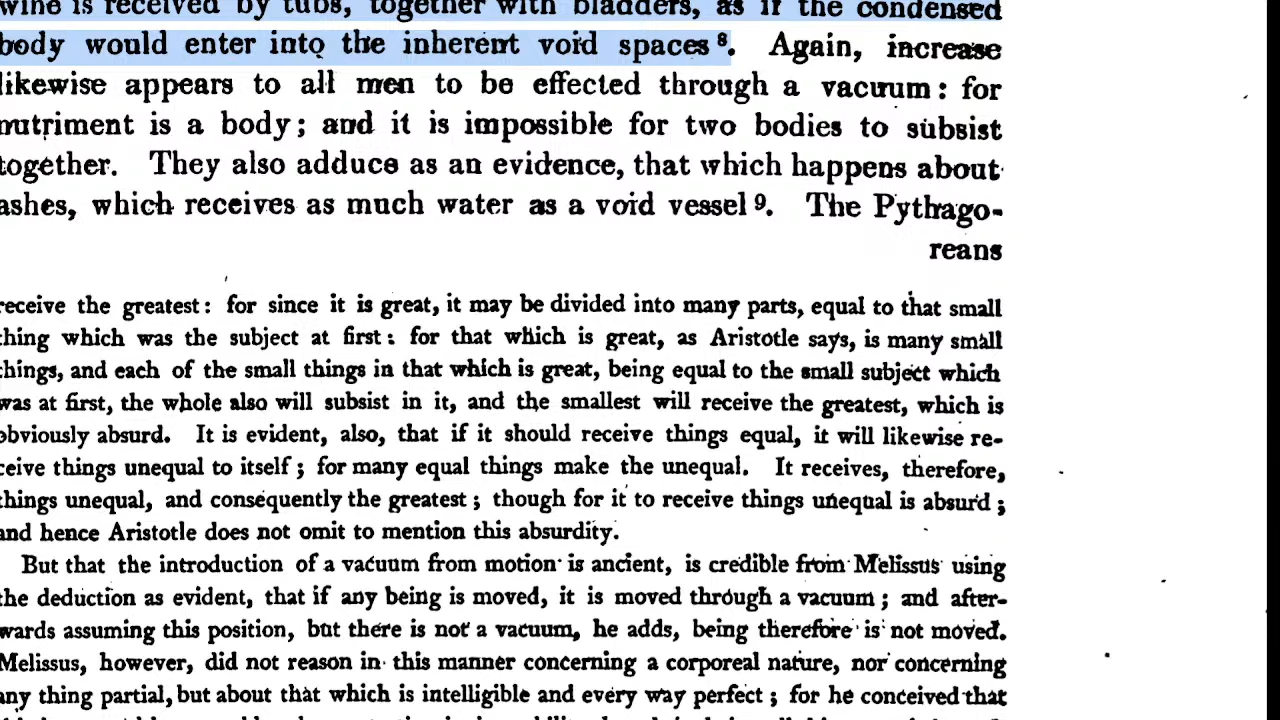 wine is received by tubs, together with bladders, as if the condensed
body would enter into the inherent void spaces⁸. Again, increase
likewise appears to all men to be effected through a vacuum: for
nutriment is a body; and it is impossible for two bodies to subsist
together. They also adduce as an evidence, that which happens about
ashes, which receives as much water as a void vessel⁹. The Pythago-
reans
receive the greatest: for since it is great, it may be divided into many parts, equal to that small
thing which was the subject at first: for that which is great, as Aristotle says, is many small
things, and each of the small things in that which is great, being equal to the small subject which
was at first, the whole also will subsist in it, and the smallest will receive the greatest, which is
obviously absurd. It is evident, also, that if it should receive things equal, it will likewise re-
ceive things unequal to itself; for many equal things make the unequal. It receives, therefore,
things unequal, and consequently the greatest; though for it to receive things unequal is absurd;
and hence Aristotle does not omit to mention this absurdity.
But that the introduction of a vacuum from motion is ancient, is credible from Melissus using
the deduction as evident, that if any being is moved, it is moved through a vacuum; and after-
wards assuming this position, but there is not a vacuum, he adds, being therefore is not moved.
Melissus, however, did not reason in this manner concerning a corporeal nature, nor concerning
any thing partial, but about that which is intelligible and every way perfect; for he conceived that